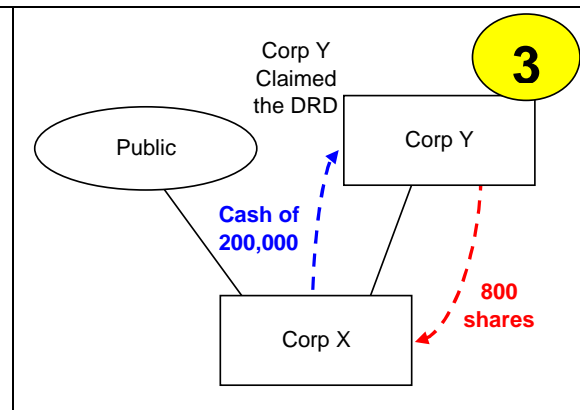 Corp Y
Claimed
the DRD
3
Public
Corp Y
Cash of
200,000
800
shares
Corp X